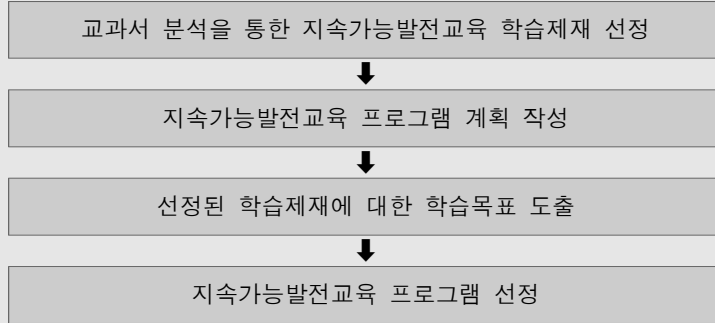 교과서 분석을 통한 지속가능발전교육 학습제재 선정
지속가능발전교육 프로그램 계획 작성
선정된 학습제재에 대한 학습목표 도출
지속가능발전교육 프로그램 선정